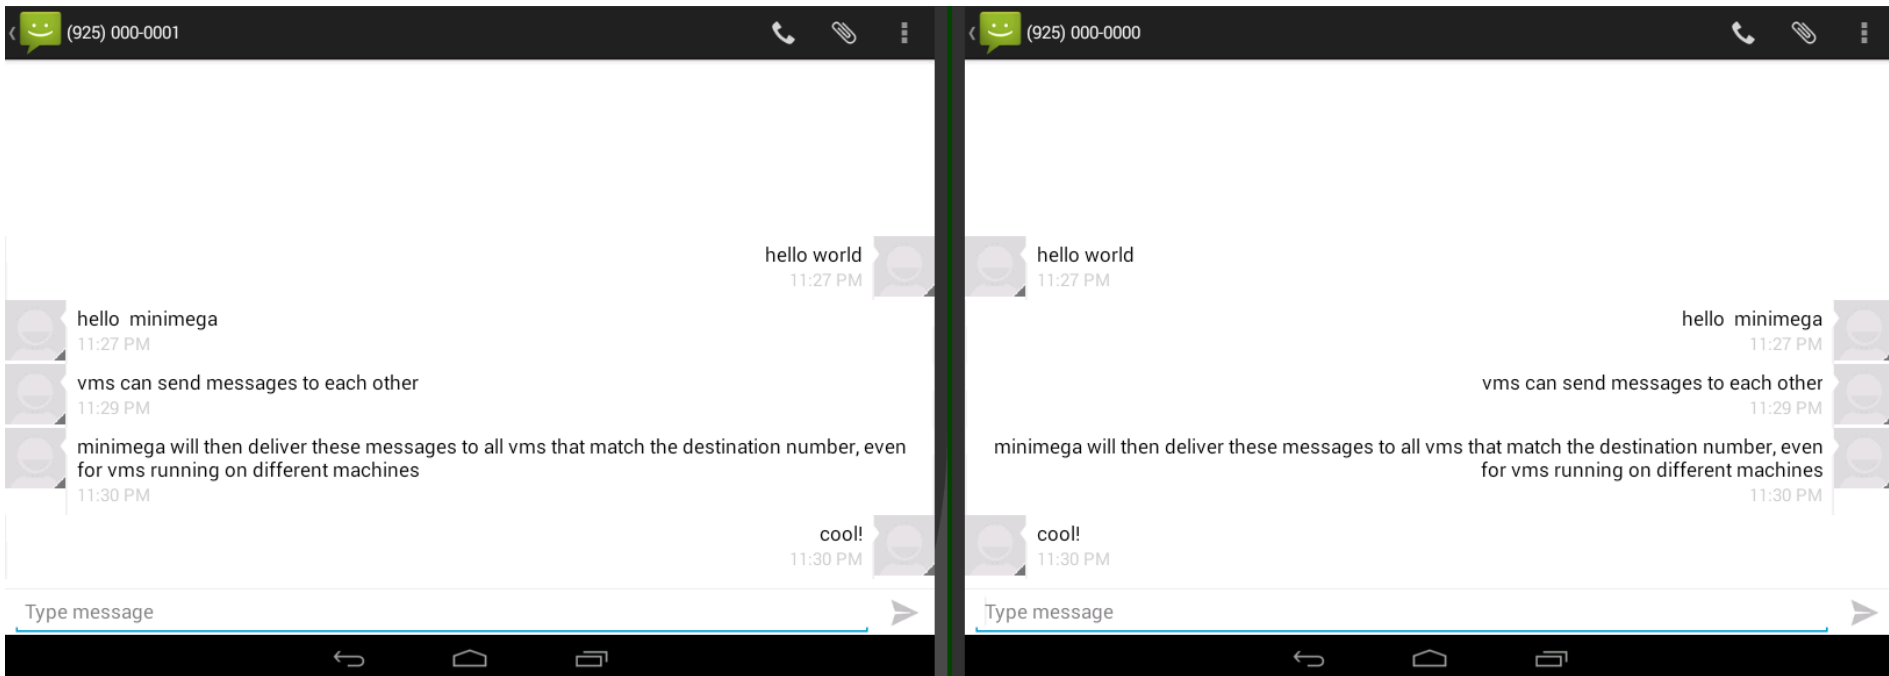 (925) 000-0001
hello world
11:27 PM
hello  minimega
11:27 PM
vms can send messages to each other
11:29 PM
minimega will then deliver these messages to all vms that match the destination number, even
for vms running on different machines
11:30 PM
cool!
11:30 PM
Type message
(925) 000-0000
hello world
11:27 PM
hello  minimega
11:27 PM
vms can send messages to each other
11:29 PM
minimega will then deliver these messages to all vms that match the destination number, even
for vms running on different machines
11:30 PM
cool!
11:30 PM
Type message